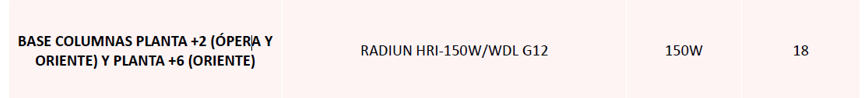 BASE COLUMNAS PLANTA +2 (ÓPERA Y
ORIENTE) Y PLANTA +6 (ORIENTE)
RADIUN HRI-150W/WDL G12
150W
18